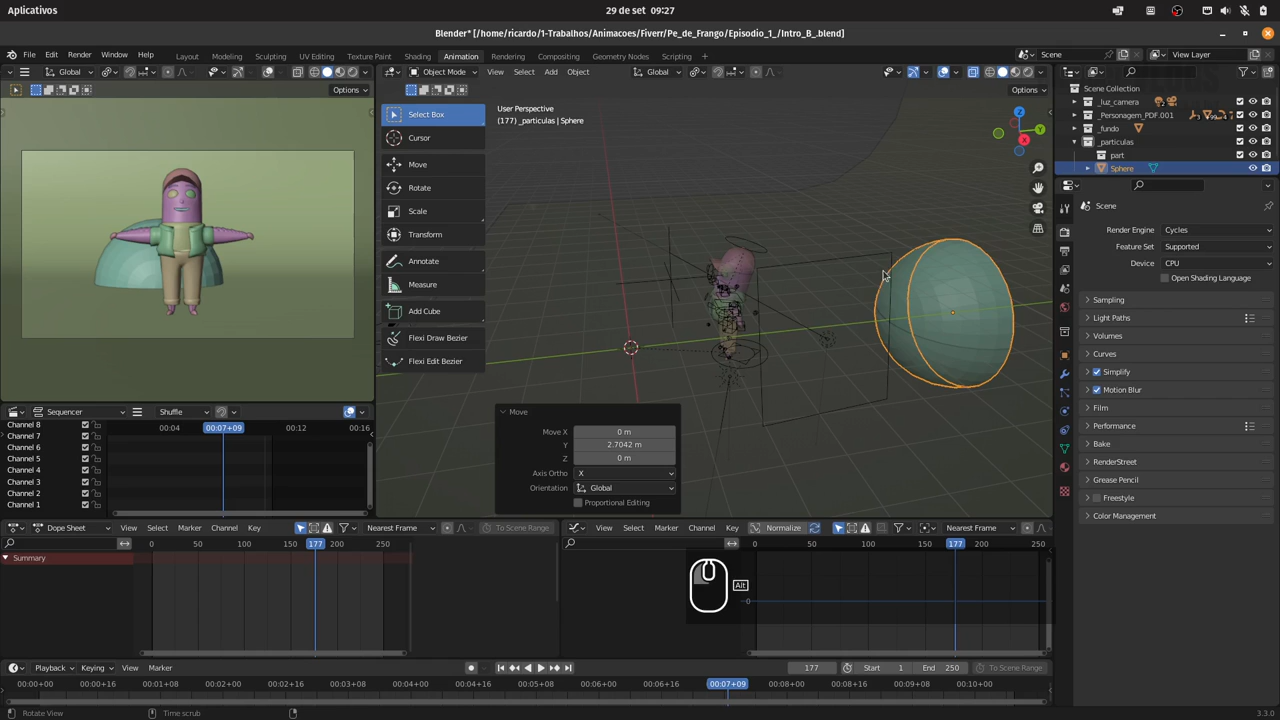 Aplicativos
29 de set 09:27
Blender* [/home/ricardo/1-Trabalhos/Animacoes/Fiverr/Pe_de_Frango/Episodio_1_/Intro_B_.blend]
File Edit Render Window Help Layout Modeling Sculpting UV Editing Texture Paint Shading Animation Rendering Compositing Geometry Nodes Scripting +
Scene
View Layer
Global
Object Mode View Select Add Object Global
Options
Options
User Perspective
(177) _particulas | Sphere
Select Box
Cursor
Move
Rotate
Scale
Transform
Annotate
Measure
Add Cube
Flexi Draw Bezier
Flexi Edit Bezier
X
Y
Z
Move
Move X 0 m
Y 2.7042 m
Z 0 m
Axis Ortho X
Orientation Global
Proportional Editing
Scene Collection
_luz_camera
_Personagem_PDF.001
_fundo
_particulas
part
Sphere
Scene
Render Engine Cycles
Feature Set Supported
Device CPU
Open Shading Language
Sampling
Light Paths
Volumes
Curves
Simplify
Motion Blur
Film
Performance
Bake
RenderStreet
Grease Pencil
Freestyle
Color Management
Sequencer Shuffle
00:04 00:07+09 00:12 00:16
Channel 8
Channel 7
Channel 6
Channel 5
Channel 4
Channel 3
Channel 2
Channel 1
Dope Sheet View Select Marker Channel Key Nearest Frame To Scene Range
0 50 100 150 177 200 250
Summary
View Select Marker Channel Key Normalize Nearest Frame
0 50 100 177 200 250
0
Alt
Playback Keying View Marker
177 Start 1 End 250 To Scene Range
00:00+00 00:00+16 00:01+08 00:02+00 00:02+16 00:03+08 00:04+00 00:04+16 00:05+08 00:06+00 00:06+16 00:07+09 00:08+00 00:08+16 00:09+08 00:10+00
Rotate View Time scrub 3.3.0